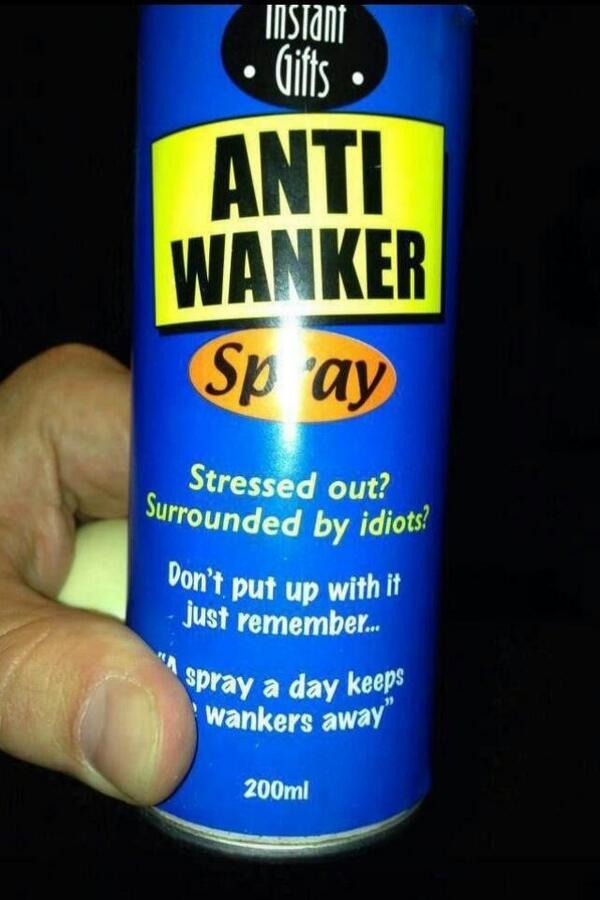 Instant
• Gifts •
ANTI
WANKER
Spray
Stressed out?
Surrounded by idiots?
Don't put up with it
just remember...
"A spray a day keeps
wankers away"
200ml